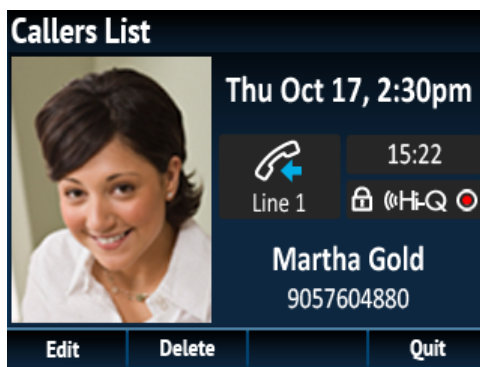 Callers List
Thu Oct 17, 2:30pm
15:22
Line 1
Hi-Q
Martha Gold
9057604880
Edit
Delete
Quit